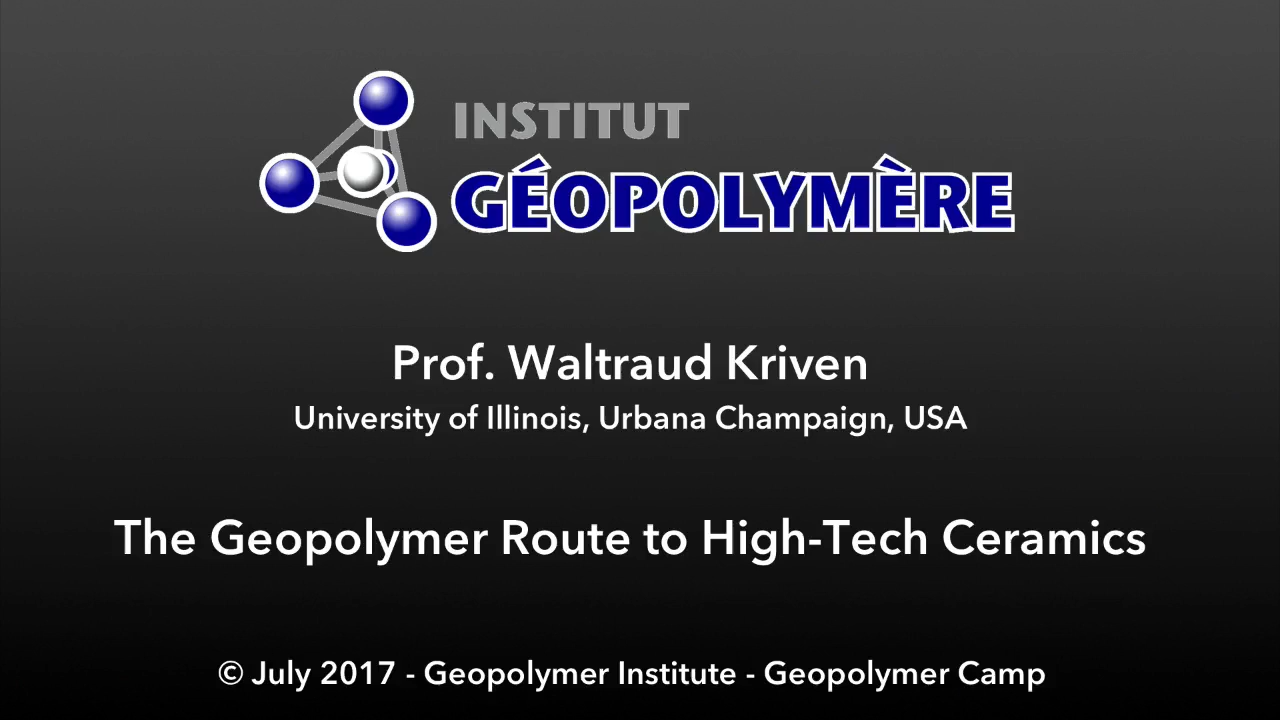 INSTITUT
GÉOPOLYMÈRE
Prof. Waltraud Kriven
University of Illinois, Urbana Champaign, USA
The Geopolymer Route to High-Tech Ceramics
© July 2017 - Geopolymer Institute - Geopolymer Camp